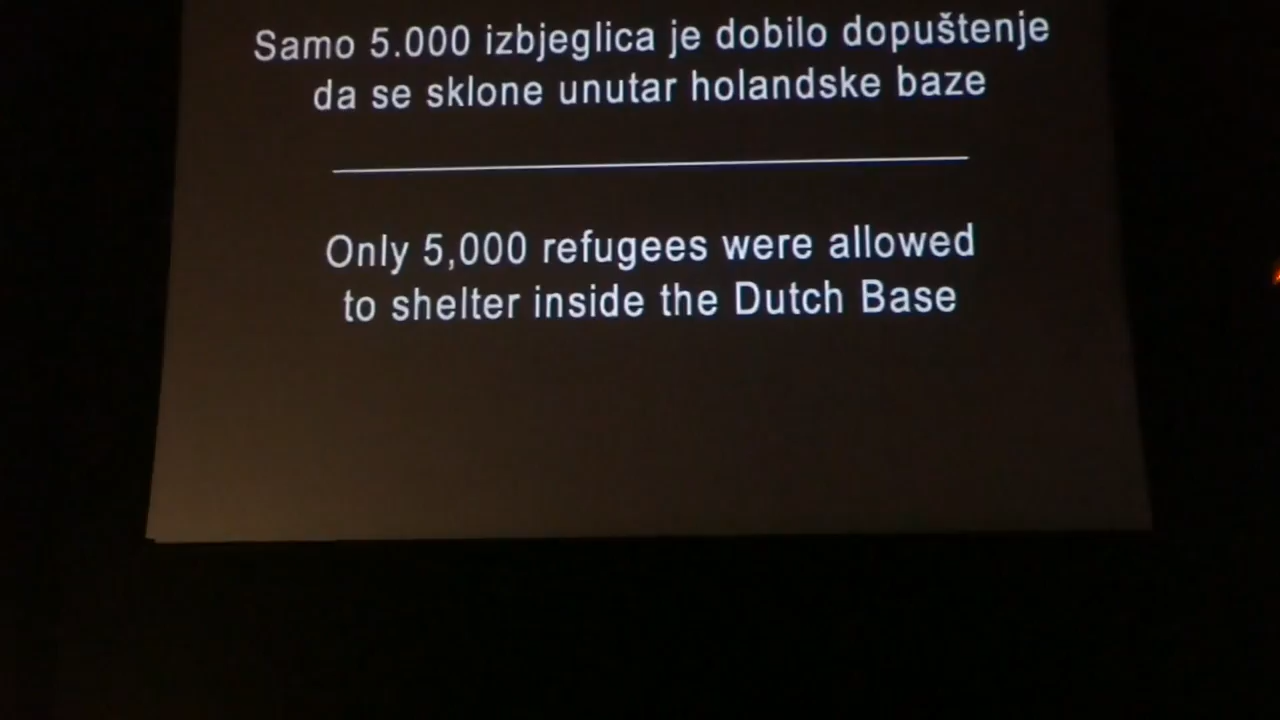 Samo 5.000 izbjeglica je dobilo dopuštenje
da se sklone unutar holandske baze
Only 5,000 refugees were allowed
to shelter inside the Dutch Base